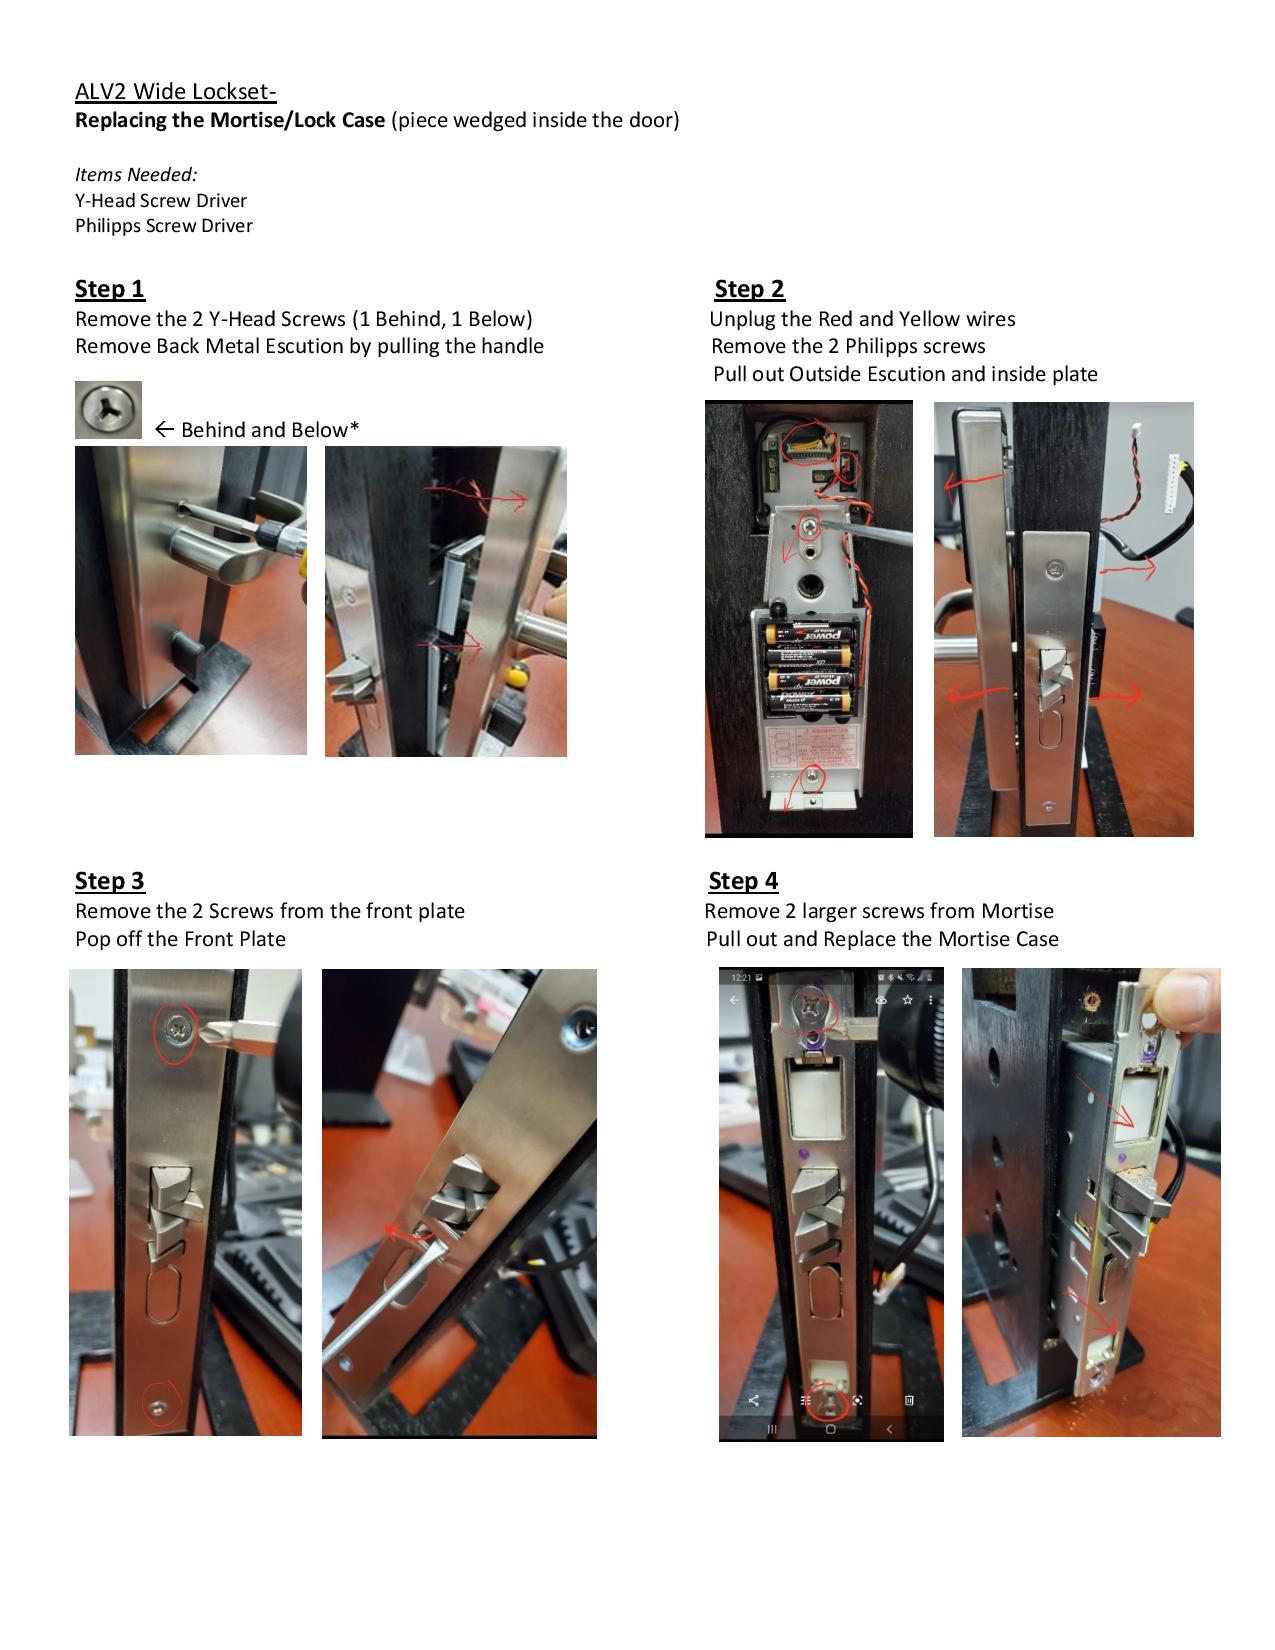 ALV2 Wide Lockset-
Replacing the Mortise/Lock Case (piece wedged inside the door)
Items Needed:
Y-Head Screw Driver
Philipps Screw Driver
Step 1
Remove the 2 Y-Head Screws (1 Behind, 1 Below)
Remove Back Metal Escution by pulling the handle
← Behind and Below*
Step 2
Unplug the Red and Yellow wires
Remove the 2 Philipps screws
Pull out Outside Escution and inside plate
power
power
power
power
Step 3
Remove the 2 Screws from the front plate
Pop off the Front Plate
Step 4
Remove 2 larger screws from Mortise
Pull out and Replace the Mortise Case
12:21